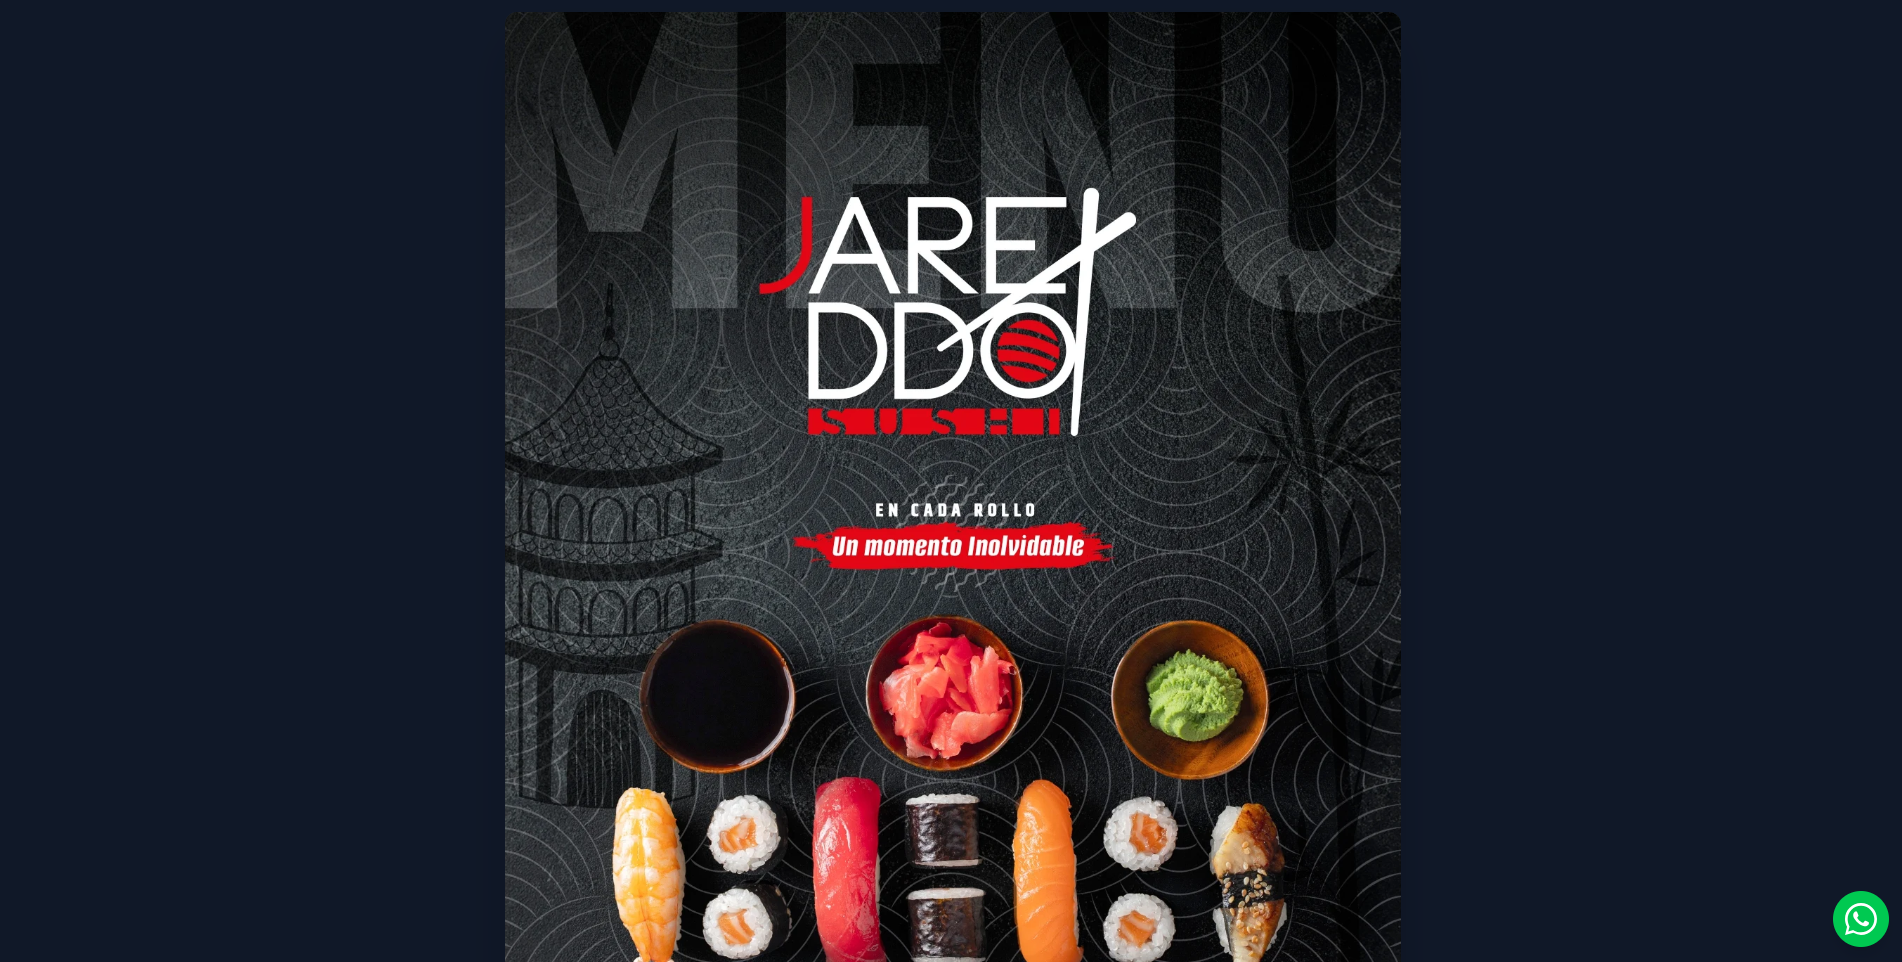 MENU
JARE
DDO
SUSHI
EN CADA ROLLO
Un momento Inolvidable